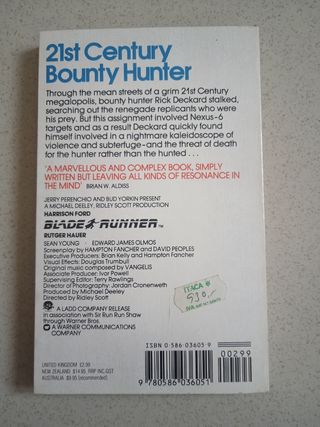 21st Century
Bounty Hunter
Through the mean streets of a grim 21st Century
megalopolis, bounty hunter Rick Deckard stalked,
searching out the renegade replicants who were
his prey. But this assignment involved Nexus-6
targets and as a result Deckard quickly found
himself involved in a nightmare kaleidoscope of
violence and subterfuge–and the threat of death
for the hunter rather than the hunted . . .
'A MARVELLOUS AND COMPLEX BOOK, SIMPLY
WRITTEN BUT LEAVING ALL KINDS OF RESONANCE IN
THE MIND' BRIAN W. ALDISS
JERRY PERENCHIO AND BUD YORKIN PRESENT
A MICHAEL DEELEY, RIDLEY SCOTT PRODUCTION
HARRISON FORD
BLADE RUNNER™
RUTGER HAUER
SEAN YOUNG · EDWARD JAMES OLMOS
Screenplay by HAMPTON FANCHER and DAVID PEOPLES
Executive Producers: Brian Kelly and Hampton Fancher
Visual Effects: Douglas Trumbull
Original music composed by VANGELIS
Associate Producer: Ivor Powell
Supervising Editor: Terry Rawlings
Director of Photography: Jordan Cronenweth
Produced by Michael Deeley
Directed by Ridley Scott
A LADD COMPANY RELEASE
in association with Sir Run Run Shaw
through Warner Bros.
A WARNER COMMUNICATIONS
COMPANY
ITACA
930,-
ISBN 0 586 03605 9
00299
9 780586 036051
UNITED KINGDOM £2.99
NEW ZEALAND $14.95 RRP INC.GST
AUSTRALIA $9.95 (recommended)